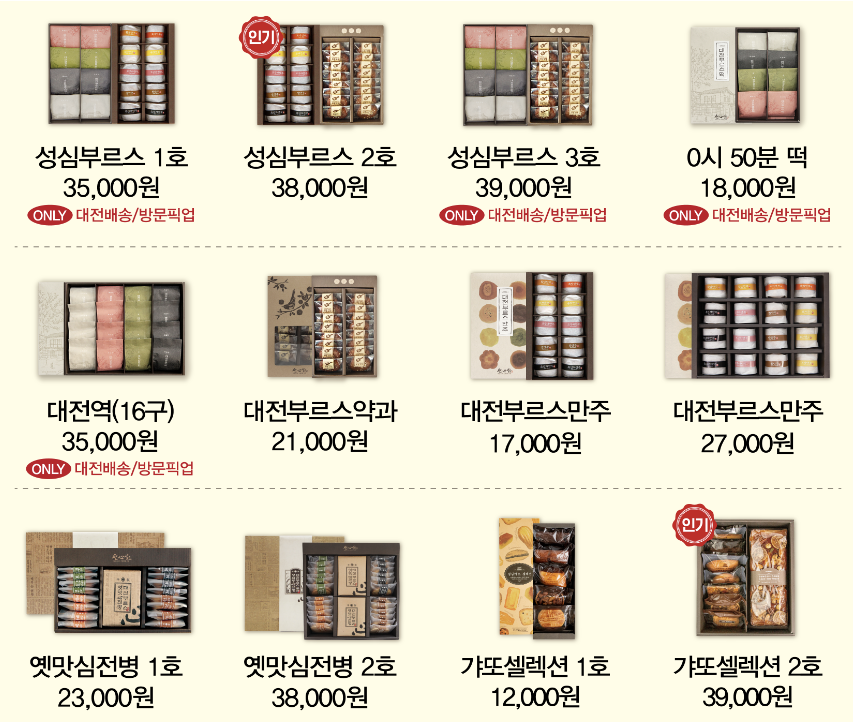 인기
성심부르스 1호
35,000원
ONLY 대전배송/방문픽업
성심부르스 2호
38,000원
성심부르스 3호
39,000원
ONLY 대전배송/방문픽업
0시 50분 떡
18,000원
ONLY 대전배송/방문픽업
대전역(16구)
35,000원
ONLY 대전배송/방문픽업
대전부르스약과
21,000원
대전부르스만주
17,000원
대전부르스만주
27,000원
인기
옛맛심전병 1호
23,000원
옛맛심전병 2호
38,000원
갸또셀렉션 1호
12,000원
갸또셀렉션 2호
39,000원